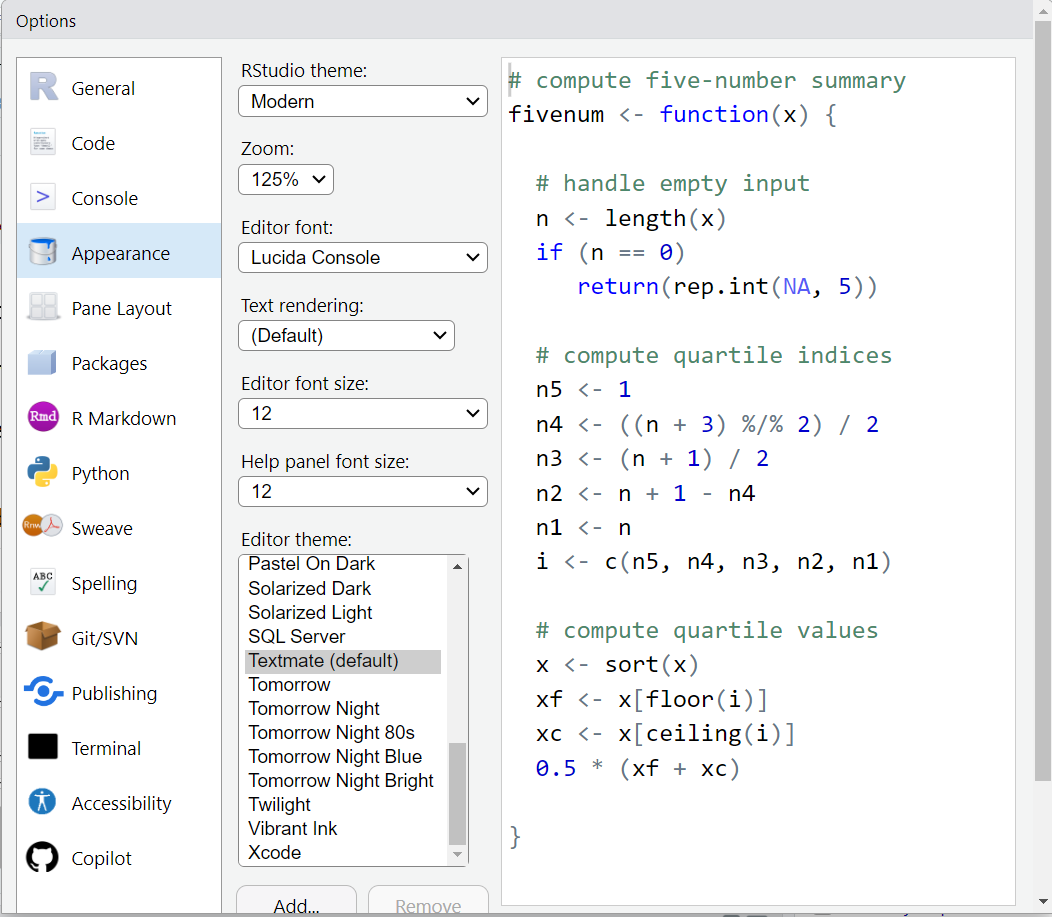 Options
General
Code
Console
Appearance
Pane Layout
Packages
Rmd R Markdown
Python
Rnw Sweave
ABC Spelling
Git/SVN
Publishing
Terminal
Accessibility
Copilot
RStudio theme:
Modern
Zoom:
125%
Editor font:
Lucida Console
Text rendering:
(Default)
Editor font size:
12
Help panel font size:
12
Editor theme:
Pastel On Dark
Solarized Dark
Solarized Light
SQL Server
Textmate (default)
Tomorrow
Tomorrow Night
Tomorrow Night 80s
Tomorrow Night Blue
Tomorrow Night Bright
Twilight
Vibrant Ink
Xcode
Add...
Remove
# compute five-number summary
fivenum <- function(x) {
# handle empty input
n <- length(x)
if (n == 0)
return(rep.int(NA, 5))
# compute quartile indices
n5 <- 1
n4 <- ((n + 3) %/% 2) / 2
n3 <- (n + 1) / 2
n2 <- n + 1 - n4
n1 <- n
i <- c(n5, n4, n3, n2, n1)
# compute quartile values
x <- sort(x)
xf <- x[floor(i)]
xc <- x[ceiling(i)]
0.5 * (xf + xc)
}